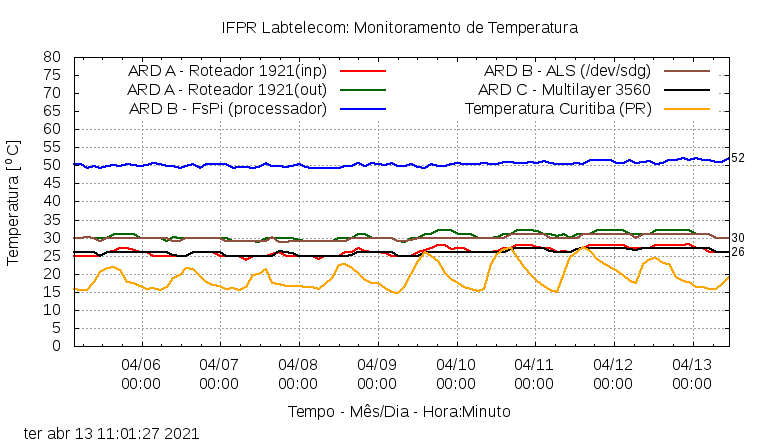 IFPR Labtelecom: Monitoramento de Temperatura
80
75
70
65
60
55
50
45
40
35
30
25
20
15
10
5
0
Temperatura [ºC]
ARD A - Roteador 1921(inp)
ARD A - Roteador 1921(out)
ARD B - FsPi (processador)
ARD B - ALS (/dev/sdg)
ARD C - Multilayer 3560
Temperatura Curitiba (PR)
52
30
26
04/06 04/07 04/08 04/09 04/10 04/11 04/12 04/13
00:00 00:00 00:00 00:00 00:00 00:00 00:00 00:00
Tempo - Mês/Dia - Hora:Minuto
ter abr 13 11:01:27 2021